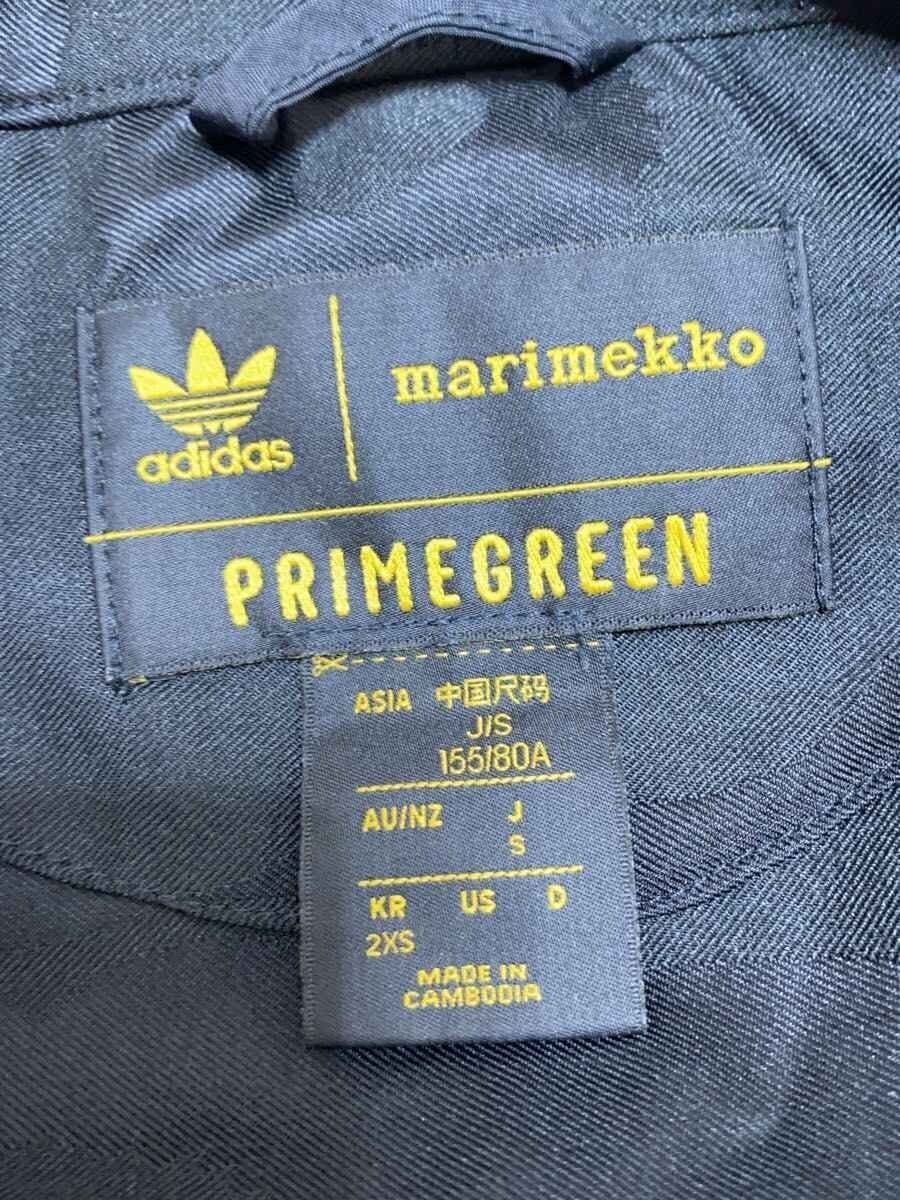 adidas
marimekko
PRIMEGREEN
ASIA 中国尺码
J/S
155/80A
AU/NZ J
S
KR US D
2XS
MADE IN
CAMBODIA